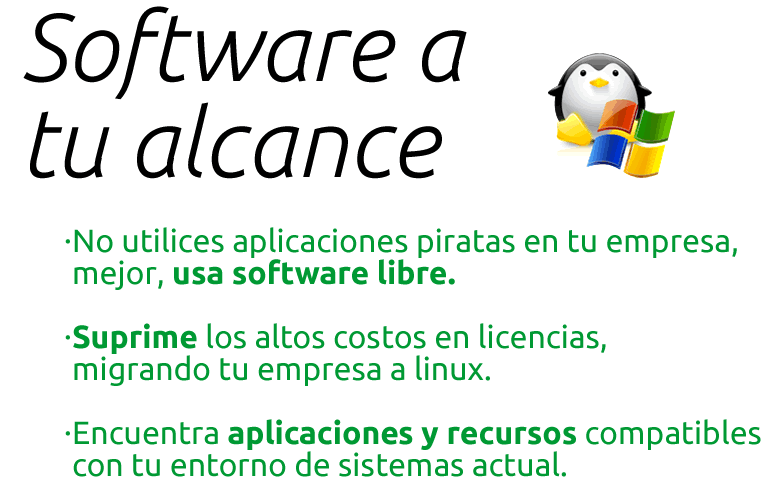 Software a
tu alcance
·No utilices aplicaciones piratas en tu empresa,
mejor, usa software libre.
·Suprime los altos costos en licencias,
migrando tu empresa a linux.
·Encuentra aplicaciones y recursos compatibles
con tu entorno de sistemas actual.